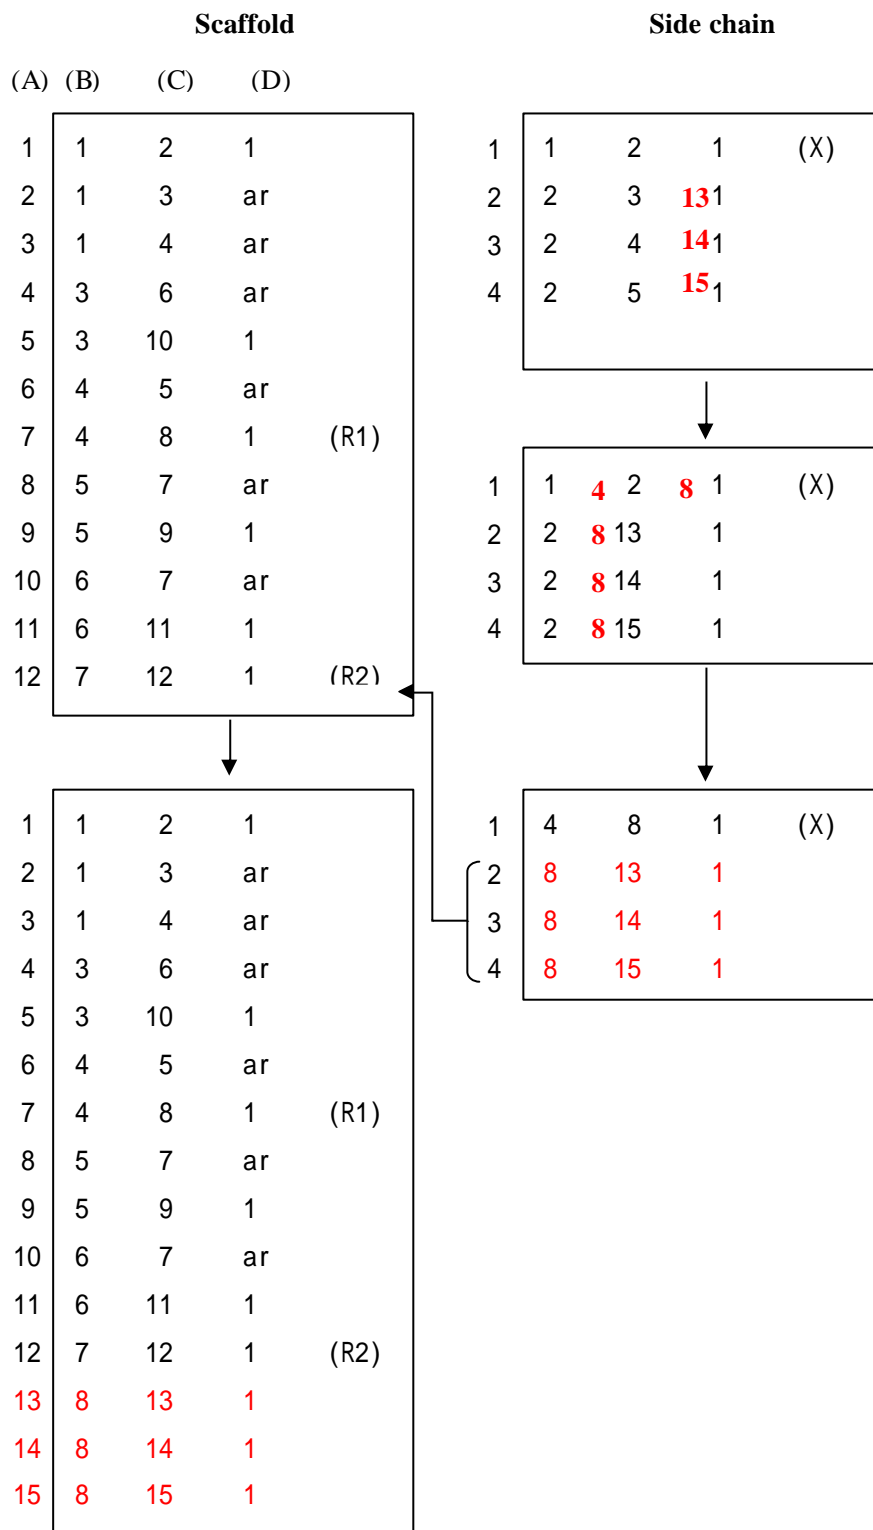 Scaffold
(A) (B) (C) (D)
1 1 2 1
2 1 3 ar
3 1 4 ar
4 3 6 ar
5 3 10 1
6 4 5 ar
7 4 8 1 (R1)
8 5 7 ar
9 5 9 1
10 6 7 ar
11 6 11 1
12 7 12 1 (R2)
1 1 2 1
2 1 3 ar
3 1 4 ar
4 3 6 ar
5 3 10 1
6 4 5 ar
7 4 8 1 (R1)
8 5 7 ar
9 5 9 1
10 6 7 ar
11 6 11 1
12 7 12 1 (R2)
13 8 13 1
14 8 14 1
15 8 15 1
Side chain
1 1 2 1 (X)
2 2 3 13 1
3 2 4 14 1
4 2 5 15 1
1 1 4 2 8 1 (X)
2 2 8 13 1
3 2 8 14 1
4 2 8 15 1
1 4 8 1 (X)
2 8 13 1
3 8 14 1
4 8 15 1